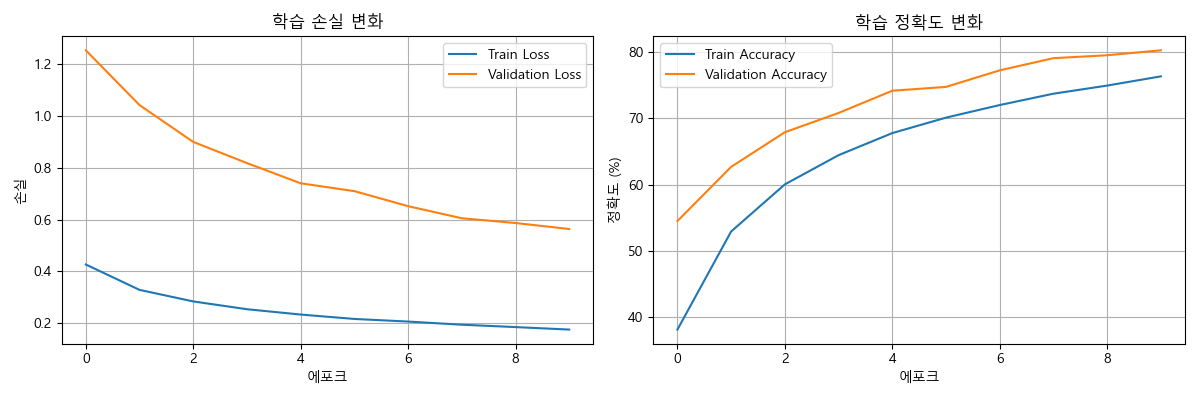 학습 손실 변화
Train Loss
Validation Loss
손실
1.2
1.0
0.8
0.6
0.4
0.2
0 2 4 6 8
에포크
학습 정확도 변화
Train Accuracy
Validation Accuracy
정확도 (%)
80
70
60
50
40
0 2 4 6 8
에포크